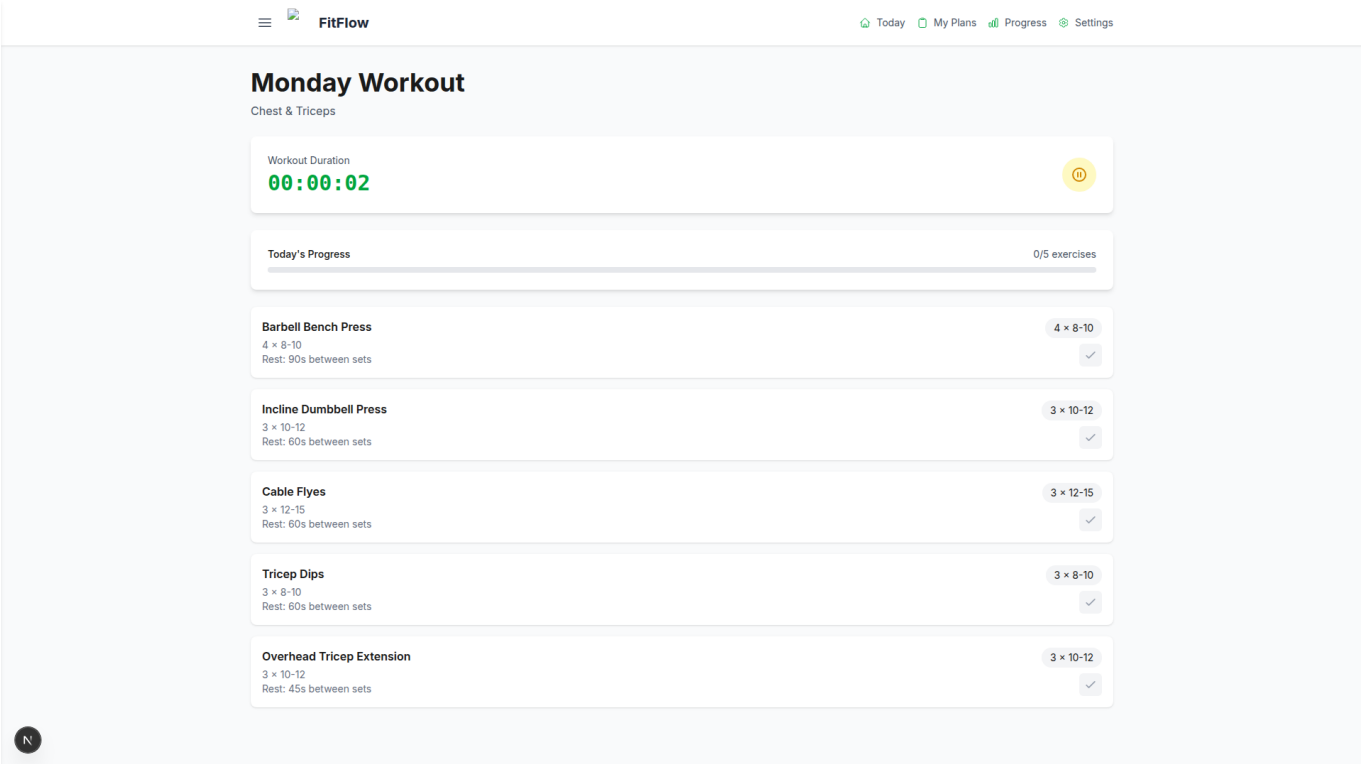 FitFlow
Today
My Plans
Progress
Settings
Monday Workout
Chest & Triceps
Workout Duration
00:00:02
Today's Progress
0/5 exercises
Barbell Bench Press
4 × 8-10
4 × 8-10
Rest: 90s between sets
Incline Dumbbell Press
3 × 10-12
3 × 10-12
Rest: 60s between sets
Cable Flyes
3 × 12-15
3 × 12-15
Rest: 60s between sets
Tricep Dips
3 × 8-10
3 × 8-10
Rest: 60s between sets
Overhead Tricep Extension
3 × 10-12
3 × 10-12
Rest: 45s between sets
N